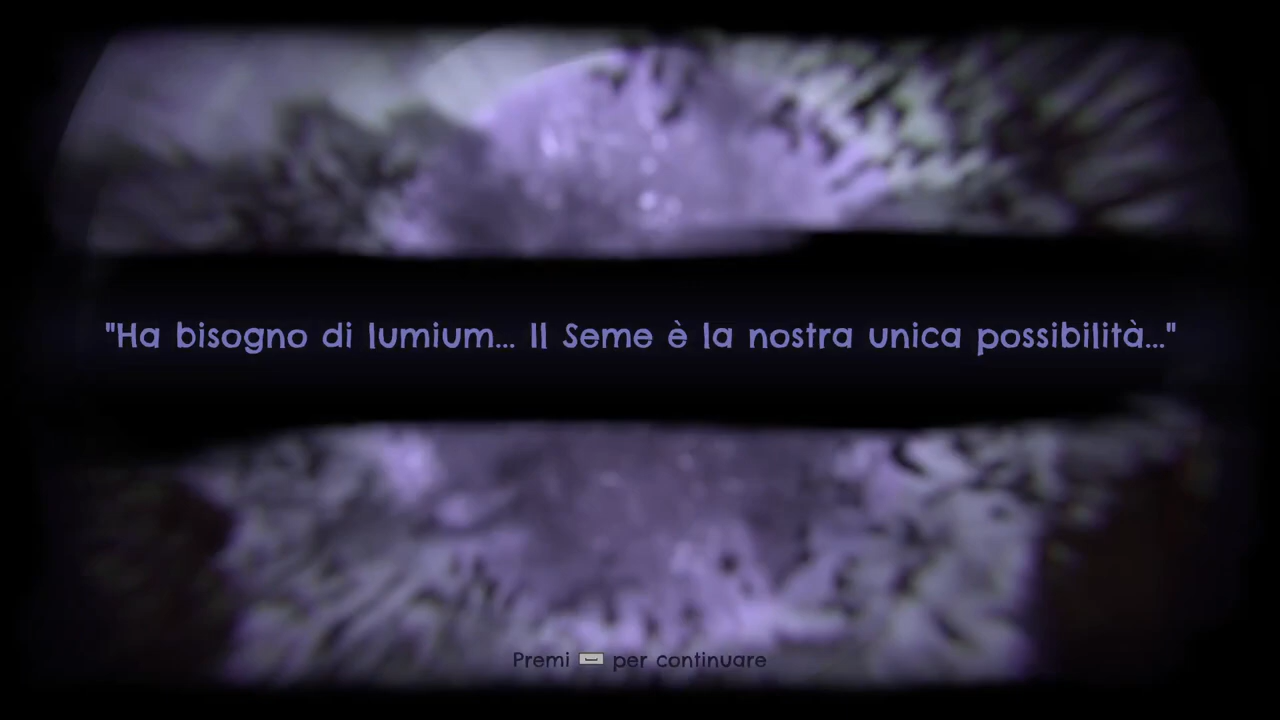 "Ha bisogno di lumium... Il Seme è la nostra unica possibilità..."
Premi per continuare